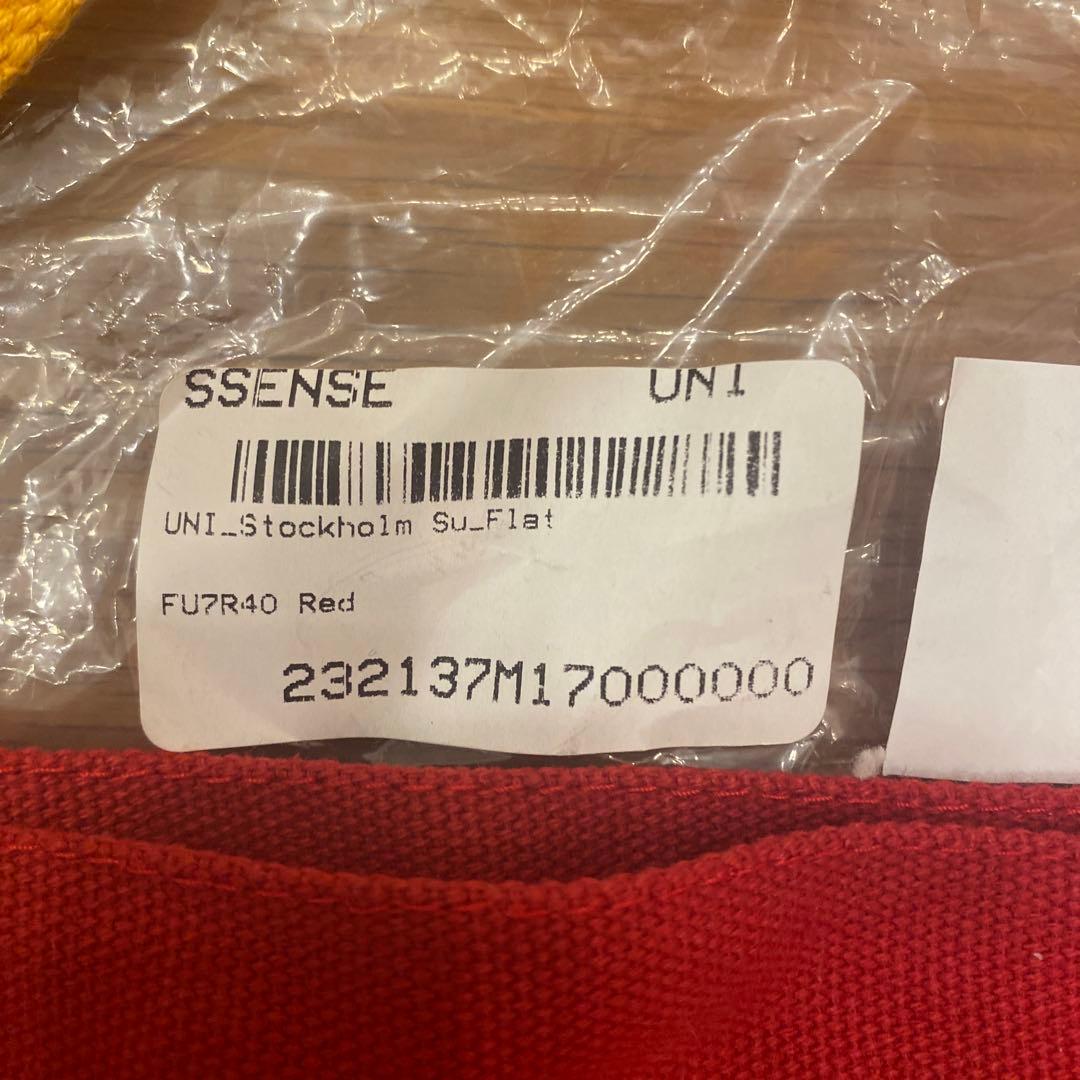 SSENSE UNI
UNI_Stockholm Su_Flat
FU7R40 Red
232137M17000000